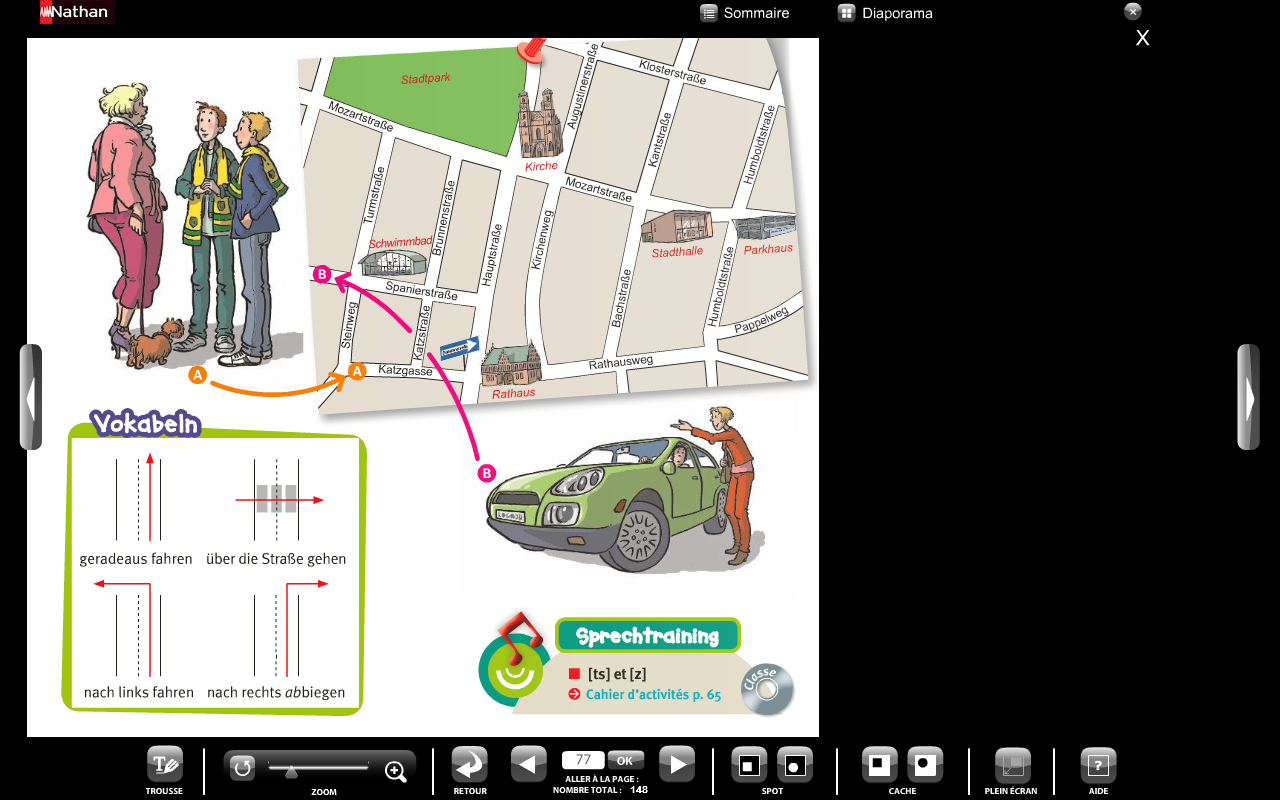 Nathan
Sommaire
Diaporama
X
Stadtpark
Klosterstraße
Augustinerstraße
Mozartstraße
Kirche
Kantstraße
Humboldtstraße
Mozartstraße
Turmstraße
Brunnenstraße
Hauptstraße
Kirchenweg
Schwimmbad
Stadthalle
Parkhaus
B
Spanierstraße
Bachstraße
Humboldtstraße
Pappelweg
Steinweg
Katzstraße
A
A
Katzgasse
Rathausweg
Rathaus
B
Vokabeln
geradeaus fahren
über die Straße gehen
nach links fahren
nach rechts abbiegen
Sprechtraining
[ts] et [z]
Cahier d'activités p. 65
Classe
TROUSSE
ZOOM
RETOUR
77
OK
ALLER À LA PAGE :
NOMBRE TOTAL : 148
SPOT
CACHE
PLEIN ÉCRAN
?
AIDE